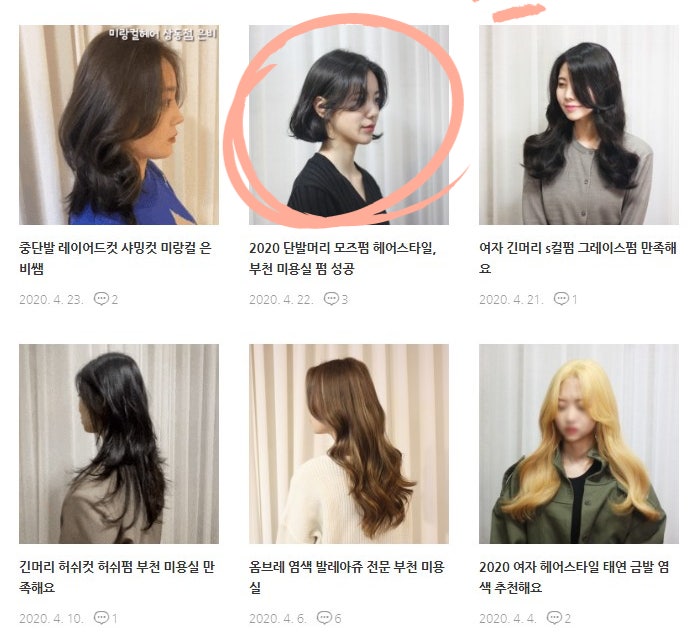 미랑컬헤어 상동점 은비
중단발 레이어드컷 샤밍컷 미랑컬 은
비쌤
2020. 4. 23. 2
2020 단발머리 모즈펌 헤어스타일,
부천 미용실 펌 성공
2020. 4. 22. 3
여자 긴머리 s컬펌 그레이스펌 만족해
요
2020. 4. 21. 1
긴머리 허쉬컷 허쉬펌 부천 미용실 만
족해요
2020. 4. 10. 1
옴브레 염색 발레아쥬 전문 부천 미용
실
2020. 4. 6. 6
2020 여자 헤어스타일 태연 금발 염
색 추천해요
2020. 4. 4. 2